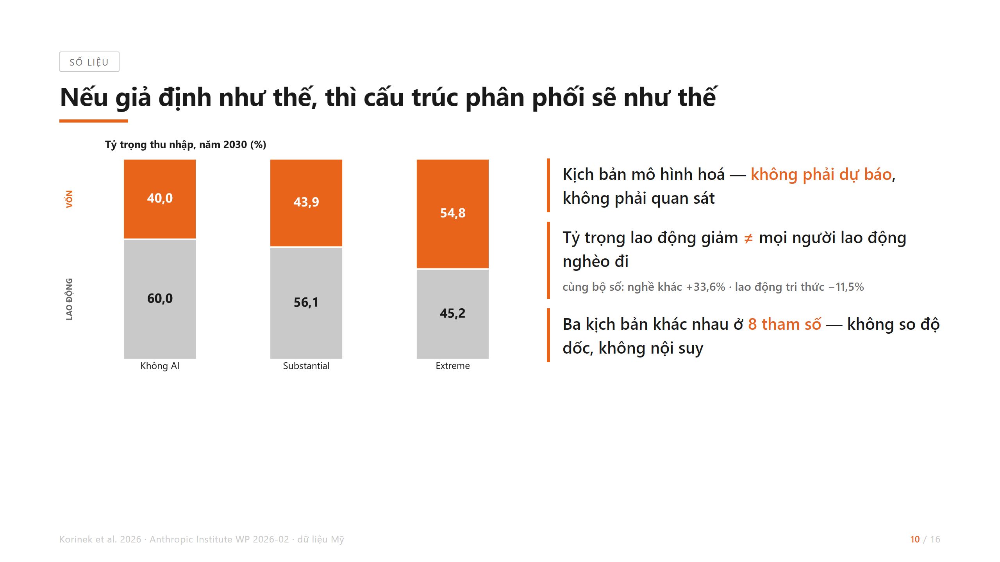 SỐ LIỆU
Nếu giả định như thế, thì cấu trúc phân phối sẽ như thế
Tỷ trọng thu nhập, năm 2030 (%)
VỐN
LAO ĐỘNG
40,0
60,0
Không AI
43,9
56,1
Substantial
54,8
45,2
Extreme
Kịch bản mô hình hoá — không phải dự báo,
không phải quan sát
Tỷ trọng lao động giảm ≠ mọi người lao động
nghèo đi
cùng bộ số: nghề khác +33,6% · lao động tri thức −11,5%
Ba kịch bản khác nhau ở 8 tham số — không so độ
dốc, không nội suy
Korinek et al. 2026 · Anthropic Institute WP 2026-02 · dữ liệu Mỹ
10 / 16